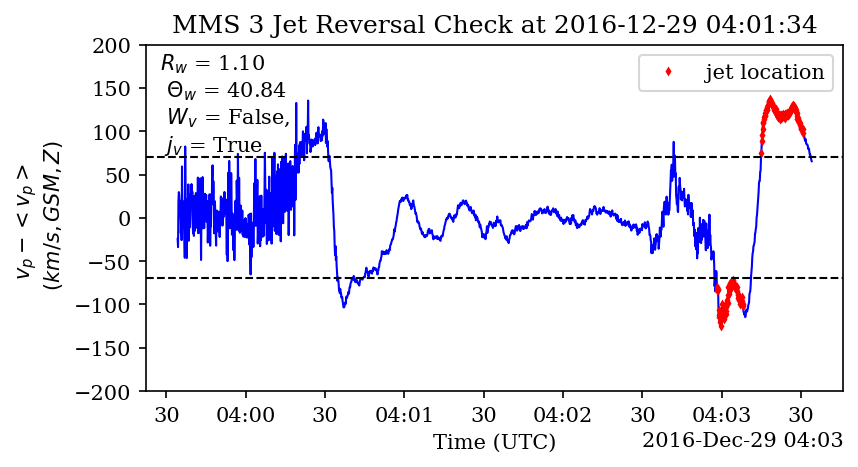 MMS 3 Jet Reversal Check at 2016-12-29 04:01:34
R_w = 1.10
Θ_w = 40.84
W_v = False,
j_v = True
jet location
v_p − < v_p >
(km/s, GSM, Z)
200
150
100
50
0
−50
−100
−150
−200
30 04:00 30 04:01 30 04:02 30 04:03 30
Time (UTC)
2016-Dec-29 04:03